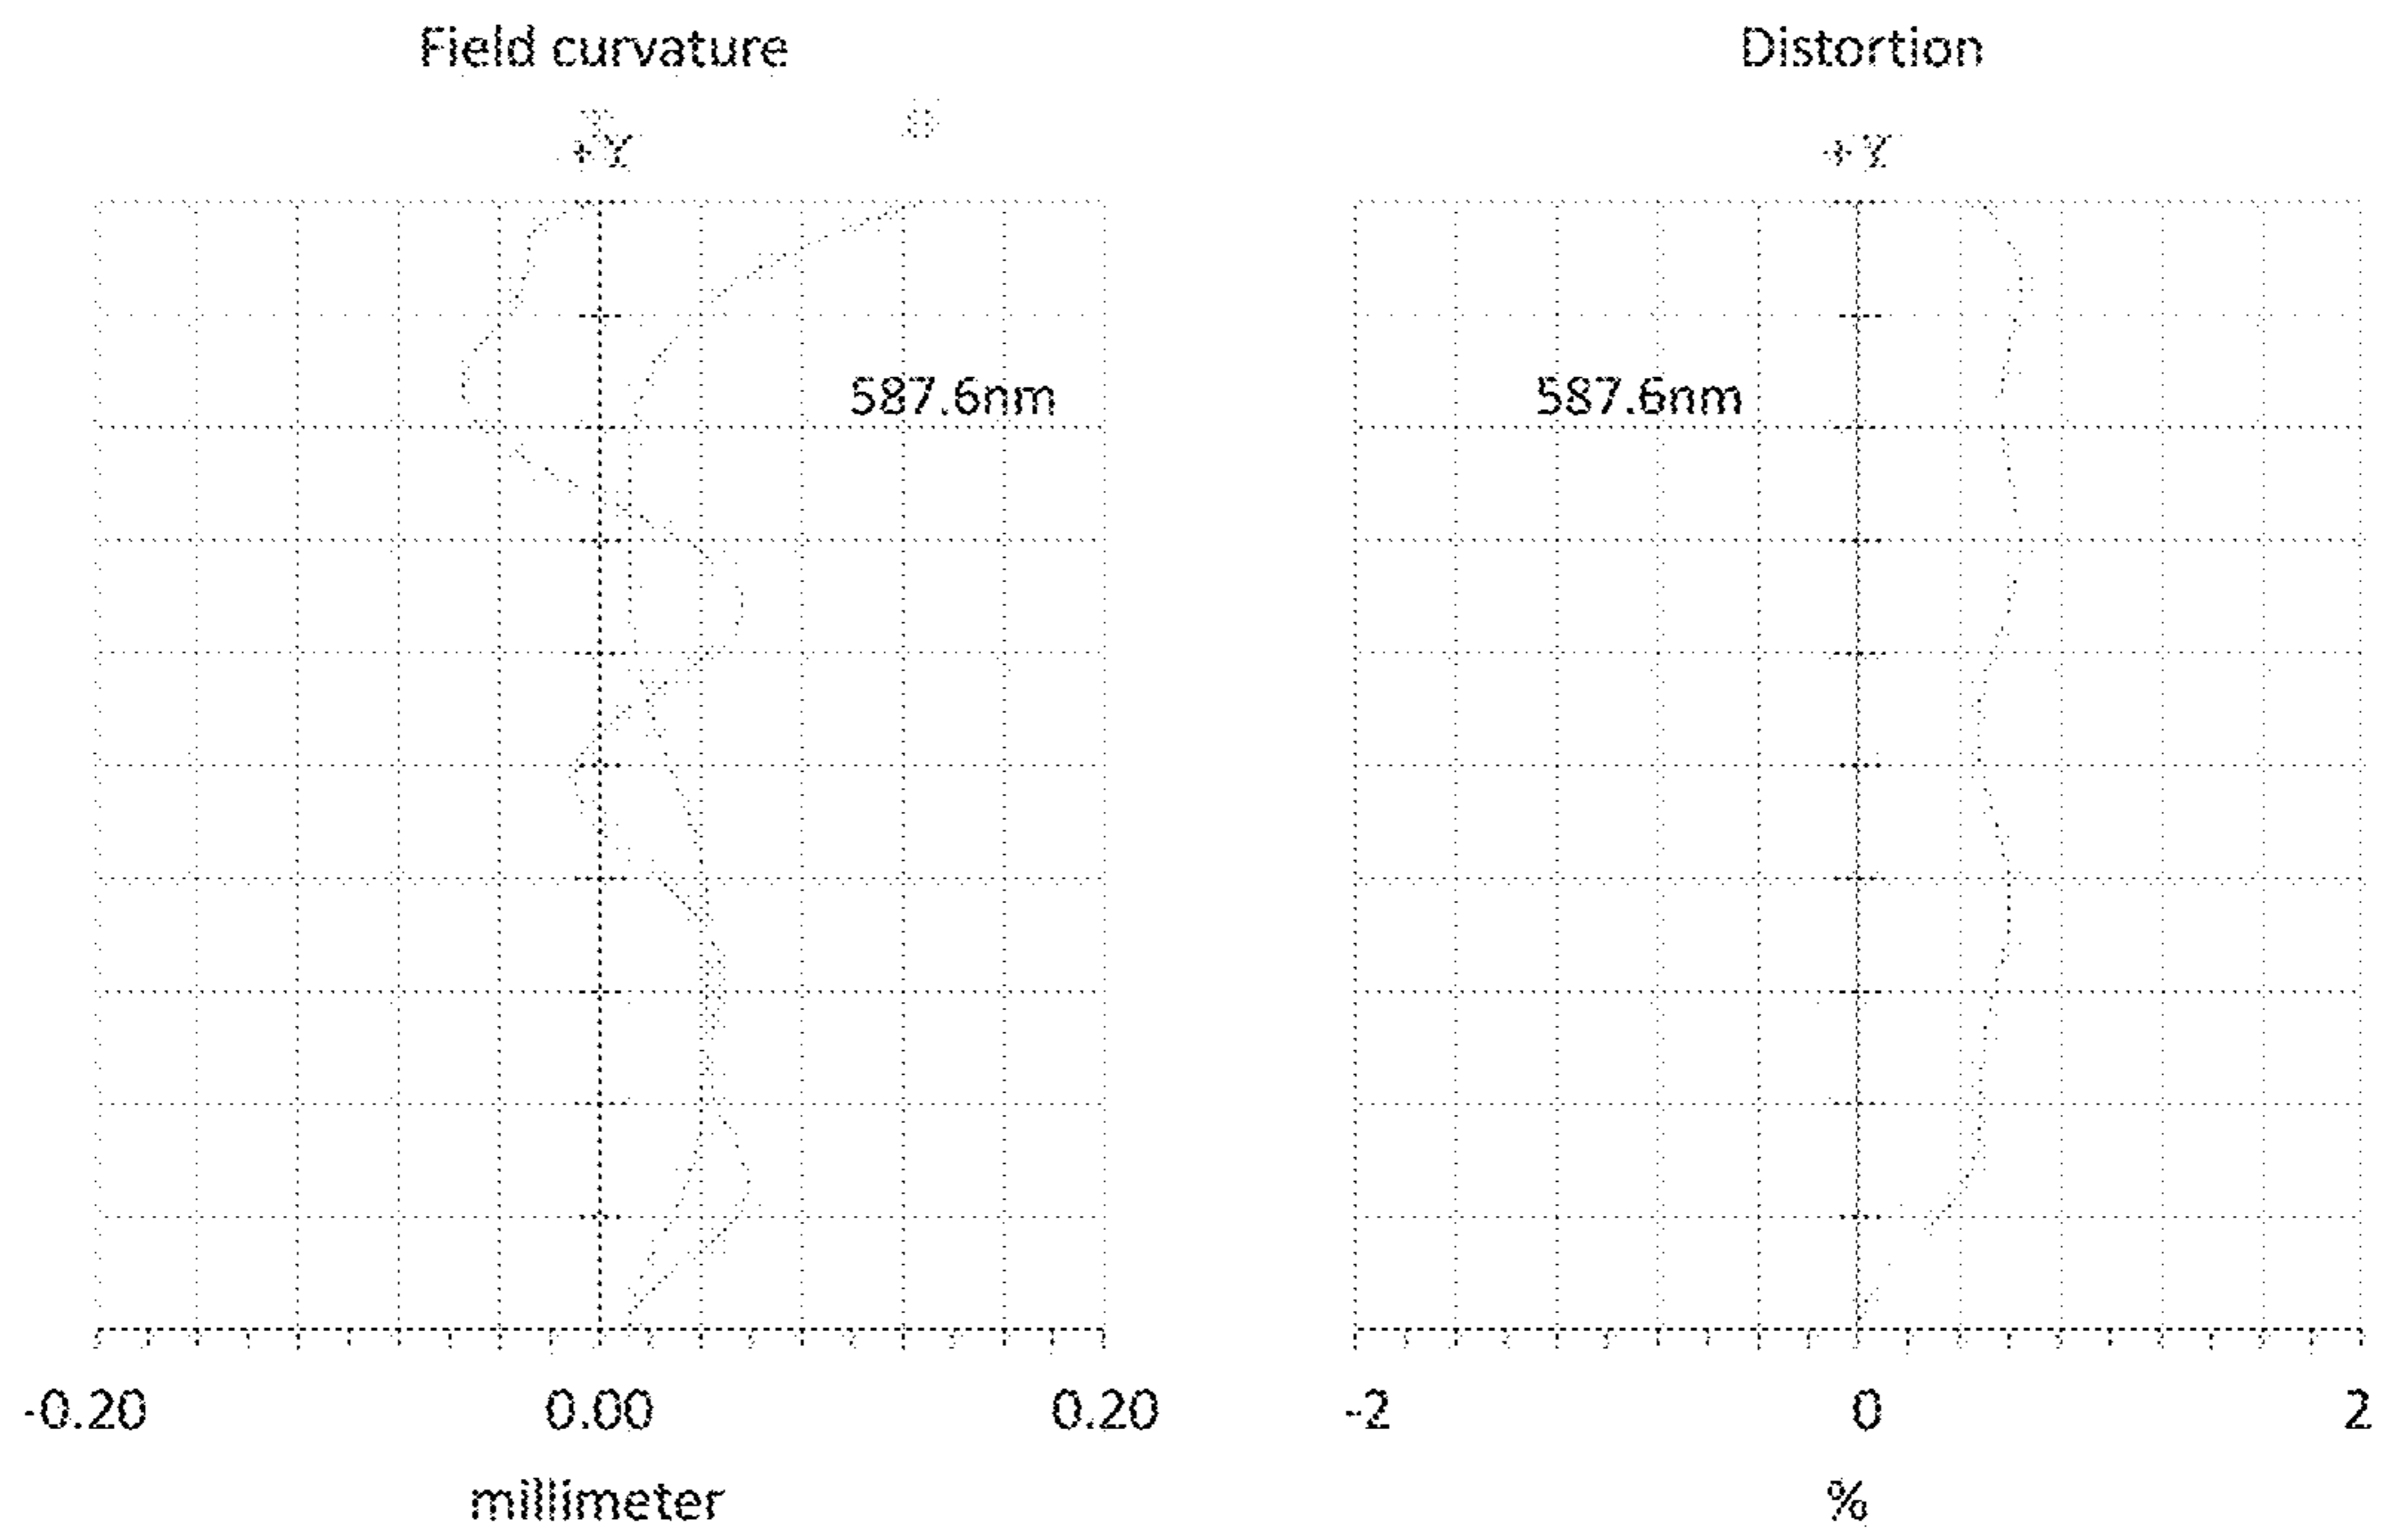 Field curvature
T
S
+Y
587.6nm
-0.20 0.00 0.20
millimeter
Distortion
+Y
587.6nm
-2 0 2
%